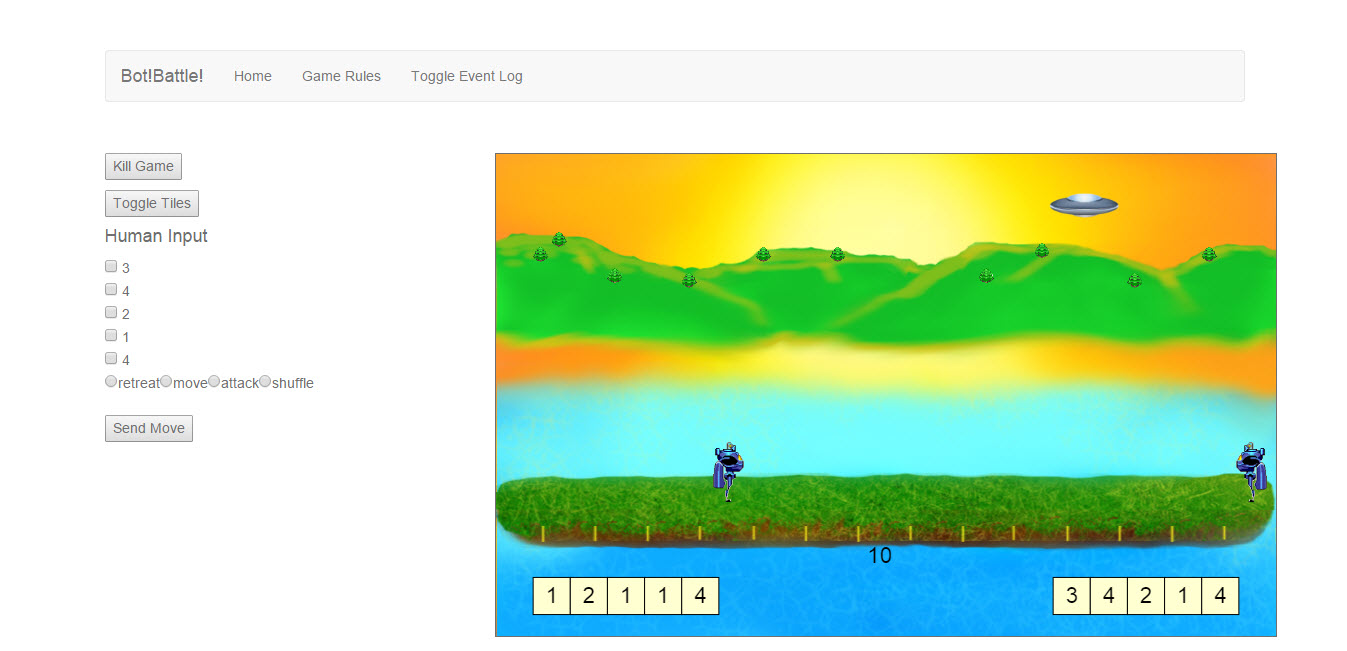 Bot!Battle! Home Game Rules Toggle Event Log
Kill Game
Toggle Tiles
Human Input
3
4
2
1
4
retreat move attack shuffle
Send Move
10
1 2 1 1 4 3 4 2 1 4